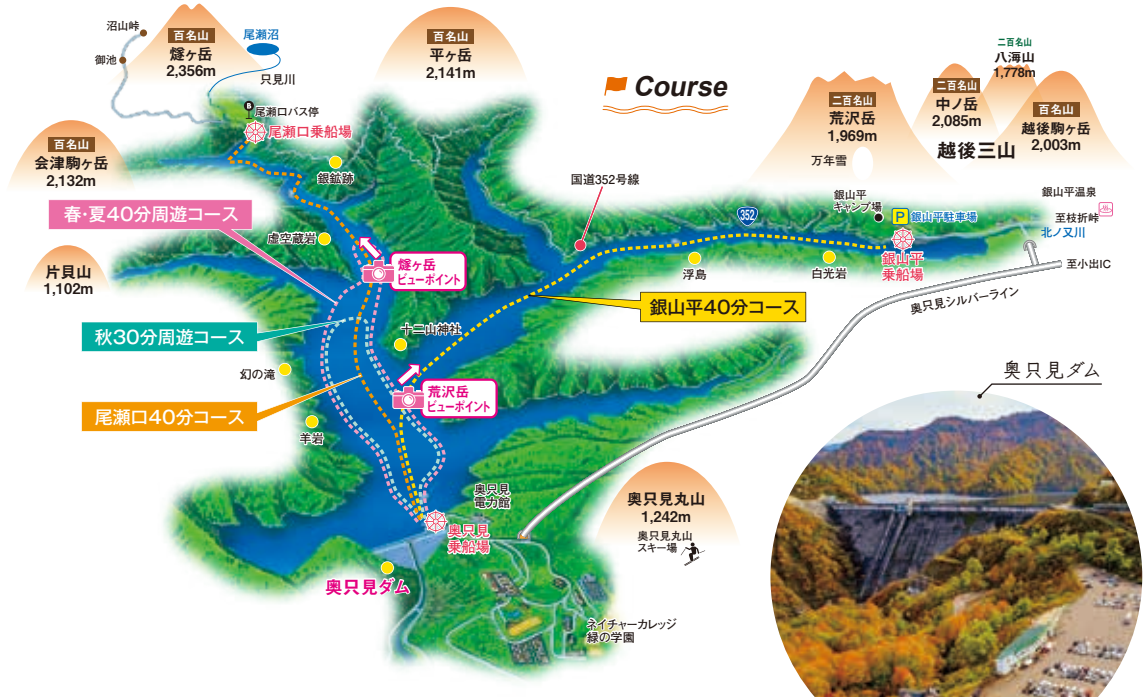 沼山峠
御池
百名山
燧ヶ岳
2,356m
尾瀬沼
只見川
B
尾瀬口バス停
尾瀬口乗船場
百名山
平ヶ岳
2,141m
Course
二百名山
荒沢岳
1,969m
万年雪
二百名山
八海山
1,778m
二百名山
中ノ岳
2,085m
百名山
越後駒ヶ岳
2,003m
越後三山
百名山
会津駒ヶ岳
2,132m
銀鉱跡
国道352号線
352
銀山平
キャンプ場
P
銀山平駐車場
銀山平
乗船場
銀山平温泉
至枝折峠
北ノ又川
至小出IC
奥只見シルバーライン
春・夏40分周遊コース
虚空蔵岩
燧ヶ岳
ビューポイント
浮島
白光岩
片貝山
1,102m
銀山平40分コース
秋30分周遊コース
十二山神社
幻の滝
荒沢岳
ビューポイント
尾瀬口40分コース
羊岩
奥只見ダム
奥只見
電力館
奥只見
乗船場
奥只見丸山
1,242m
奥只見丸山
スキー場
奥只見ダム
ネイチャーカレッジ
緑の学園